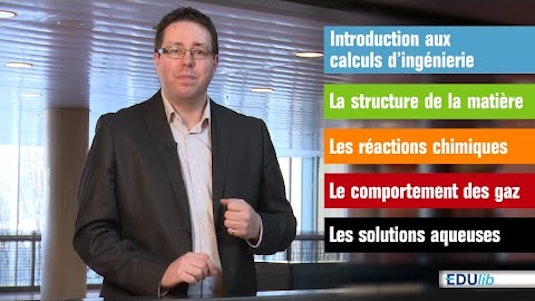 Introduction aux
calculs d'ingénierie
La structure de la matière
Les réactions chimiques
Le comportement des gaz
Les solutions aqueuses
EDUlib